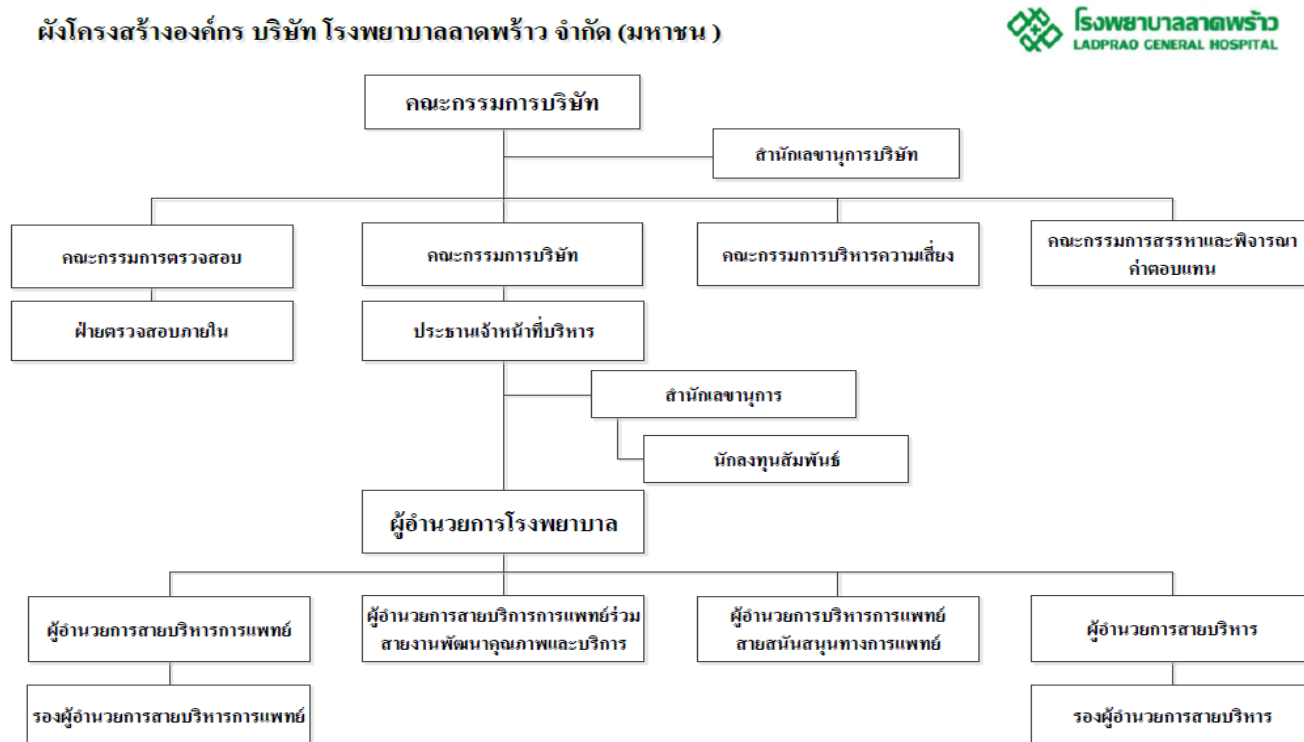 ผังโครงสร้างองค์กร บริษัท โรงพยาบาลลาดพร้าว จำกัด (มหาชน )
โรงพยาบาลลาดพร้าว
LADPRAO GENERAL HOSPITAL
คณะกรรมการบริษัท
สำนักเลขานุการบริษัท
คณะกรรมการตรวจสอบ
คณะกรรมการบริษัท
คณะกรรมการบริหารความเสี่ยง
คณะกรรมการสรรหาและพิจารณา
ค่าตอบแทน
ฝ่ายตรวจสอบภายใน
ประธานเจ้าหน้าที่บริหาร
สำนักเลขานุการ
นักลงทุนสัมพันธ์
ผู้อำนวยการโรงพยาบาล
ผู้อำนวยการสายบริหารการแพทย์
ผู้อำนวยการสายบริการการแพทย์ร่วม
สายงานพัฒนาคุณภาพและบริการ
ผู้อำนวยการบริหารการแพทย์
สายสนันสนุนทางการแพทย์
ผู้อำนวยการสายบริหาร
รองผู้อำนวยการสายบริหารการแพทย์
รองผู้อำนวยการสายบริหาร